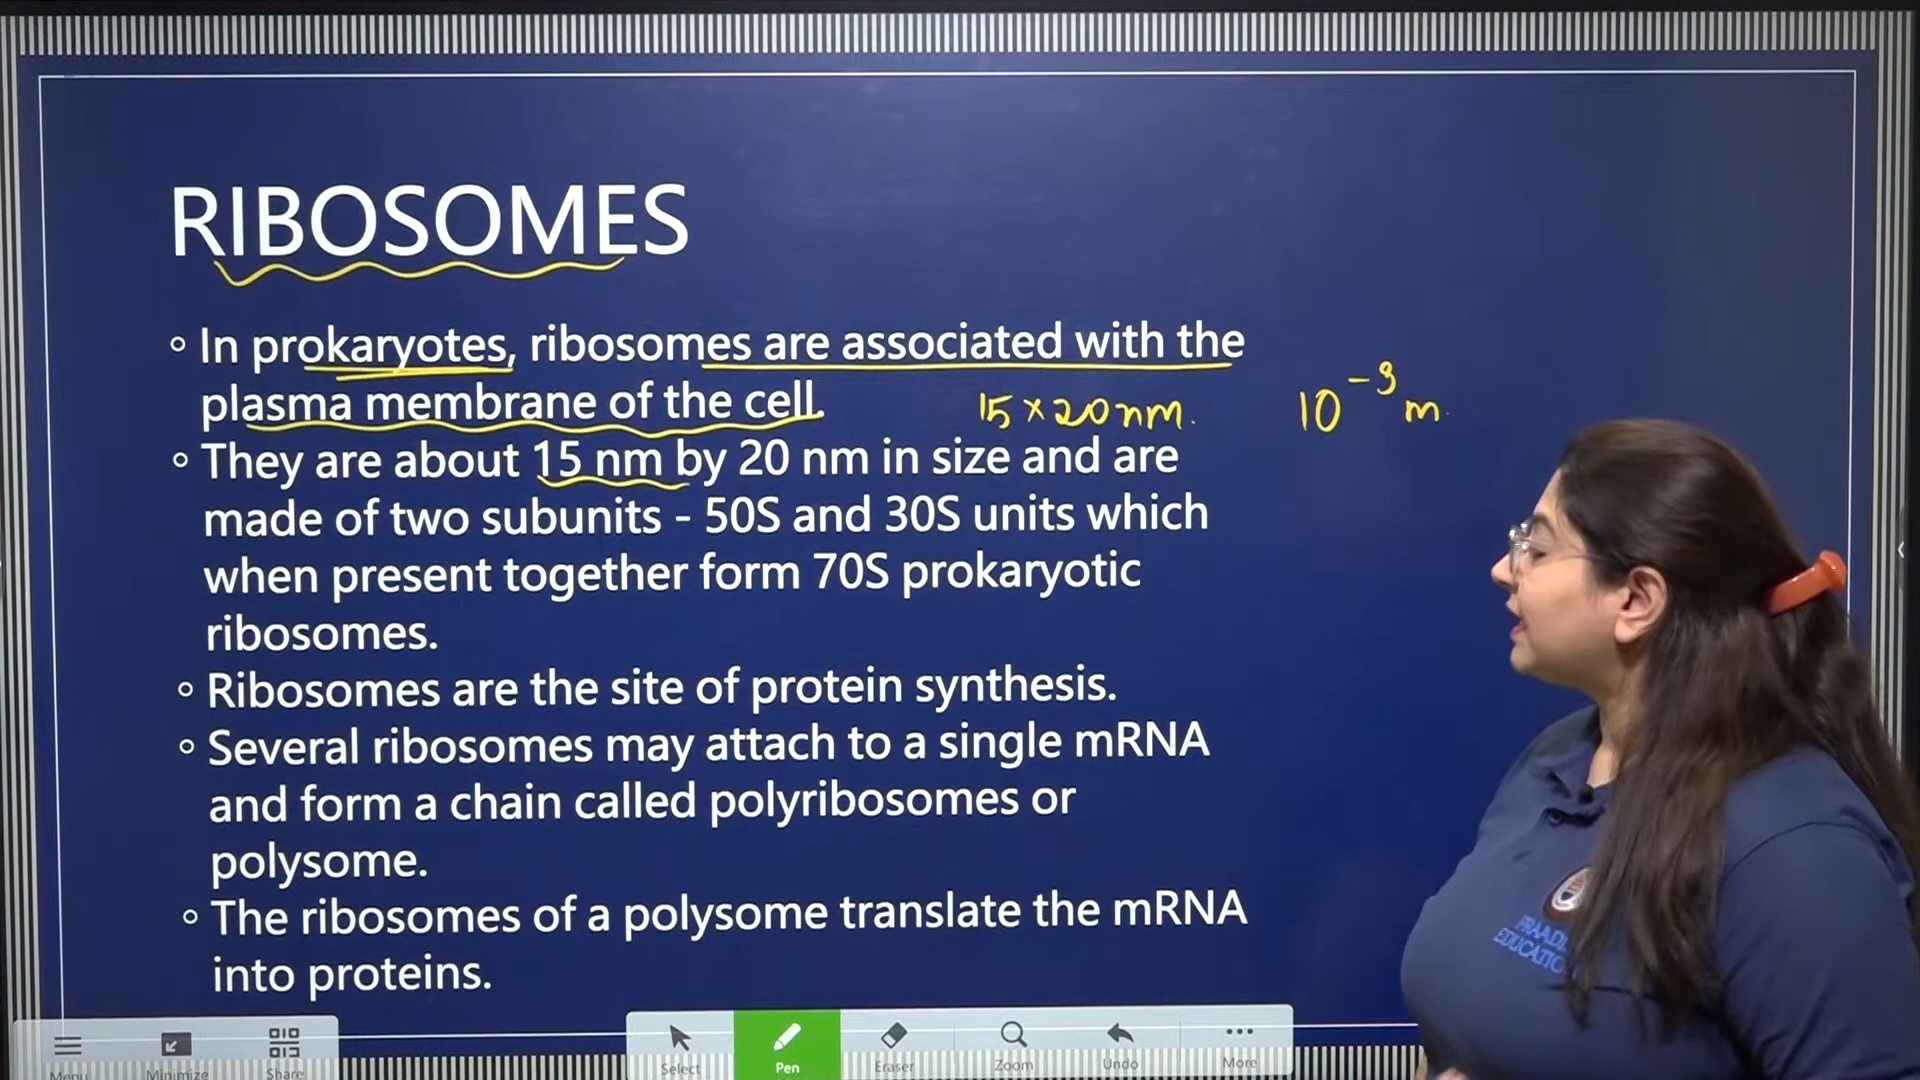 RIBOSOMES
In prokaryotes, ribosomes are associated with the
plasma membrane of the cell.
15 × 20 nm.
10⁻⁹ m.
They are about 15 nm by 20 nm in size and are
made of two subunits - 50S and 30S units which
when present together form 70S prokaryotic
ribosomes.
Ribosomes are the site of protein synthesis.
Several ribosomes may attach to a single mRNA
and form a chain called polyribosomes or
polysome.
The ribosomes of a polysome translate the mRNA
into proteins.
EDUCATIO
Menu
Minimize
Share
Select
Pen
Eraser
Zoom
Undo
More